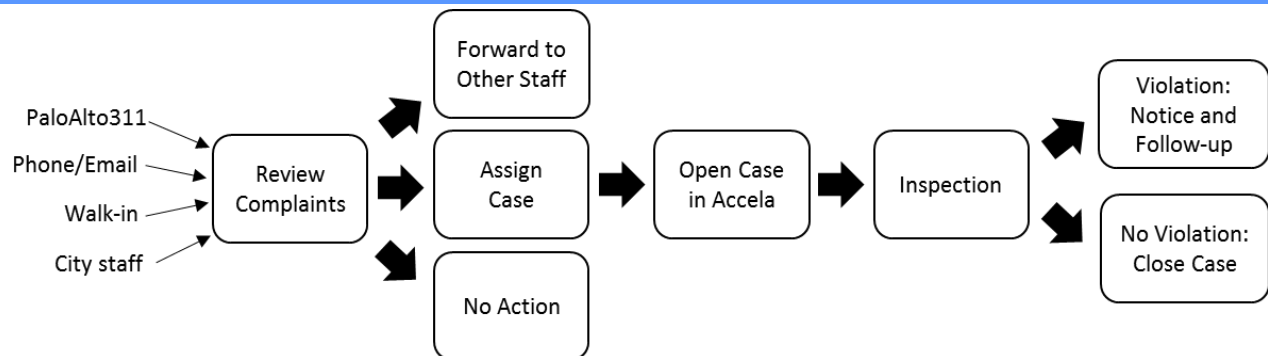 PaloAlto311
Phone/Email
Walk-in
City staff
Review
Complaints
Forward to
Other Staff
Assign
Case
No Action
Open Case
in Accela
Inspection
Violation:
Notice and
Follow-up
No Violation:
Close Case